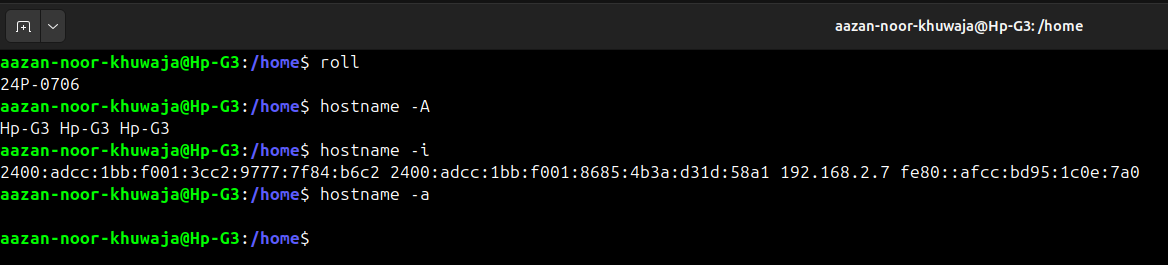 aazan-noor-khuwaja@Hp-G3: /home
aazan-noor-khuwaja@Hp-G3:/home$ roll
24P-0706
aazan-noor-khuwaja@Hp-G3:/home$ hostname -A
Hp-G3 Hp-G3 Hp-G3
aazan-noor-khuwaja@Hp-G3:/home$ hostname -i
2400:adcc:1bb:f001:3cc2:9777:7f84:b6c2 2400:adcc:1bb:f001:8685:4b3a:d31d:58a1 192.168.2.7 fe80::afcc:bd95:1c0e:7a0
aazan-noor-khuwaja@Hp-G3:/home$ hostname -a
aazan-noor-khuwaja@Hp-G3:/home$